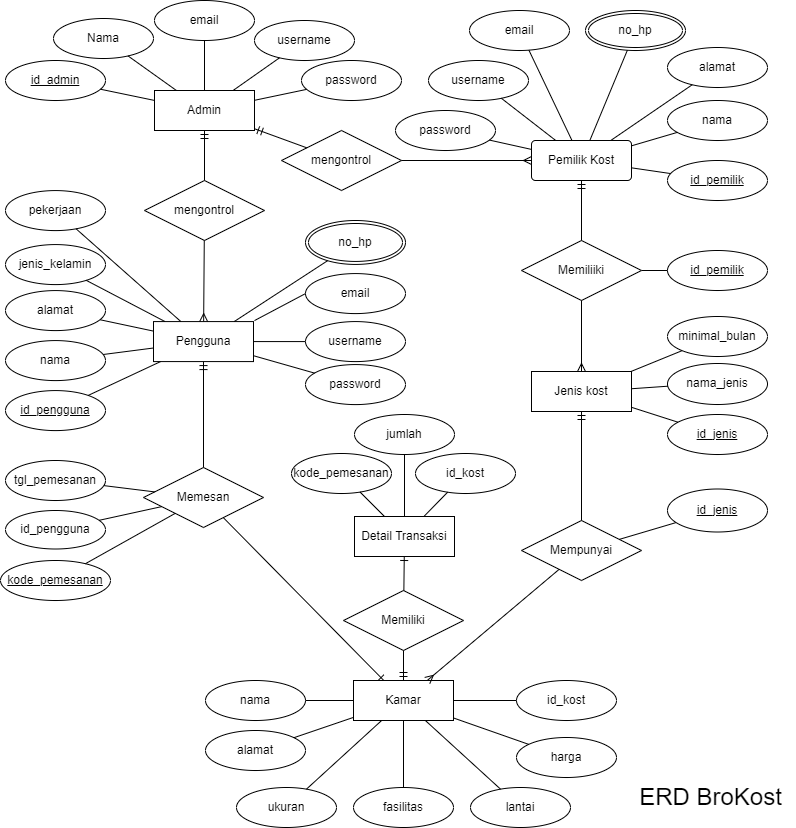 email
Nama
username
id_admin
password
Admin
mengontrol
mengontrol
email
no_hp
username
alamat
password
nama
Pemilik Kost
id_pemilik
Memiliiki
id_pemilik
pekerjaan
jenis_kelamin
alamat
nama
id_pengguna
Pengguna
no_hp
email
username
password
minimal_bulan
Jenis kost
nama_jenis
id_jenis
tgl_pemesanan
id_pengguna
kode_pemesanan
Memesan
jumlah
kode_pemesanan
id_kost
Detail Transaksi
Memiliki
id_jenis
Mempunyai
nama
Kamar
id_kost
alamat
harga
ukuran
fasilitas
lantai
ERD BroKost